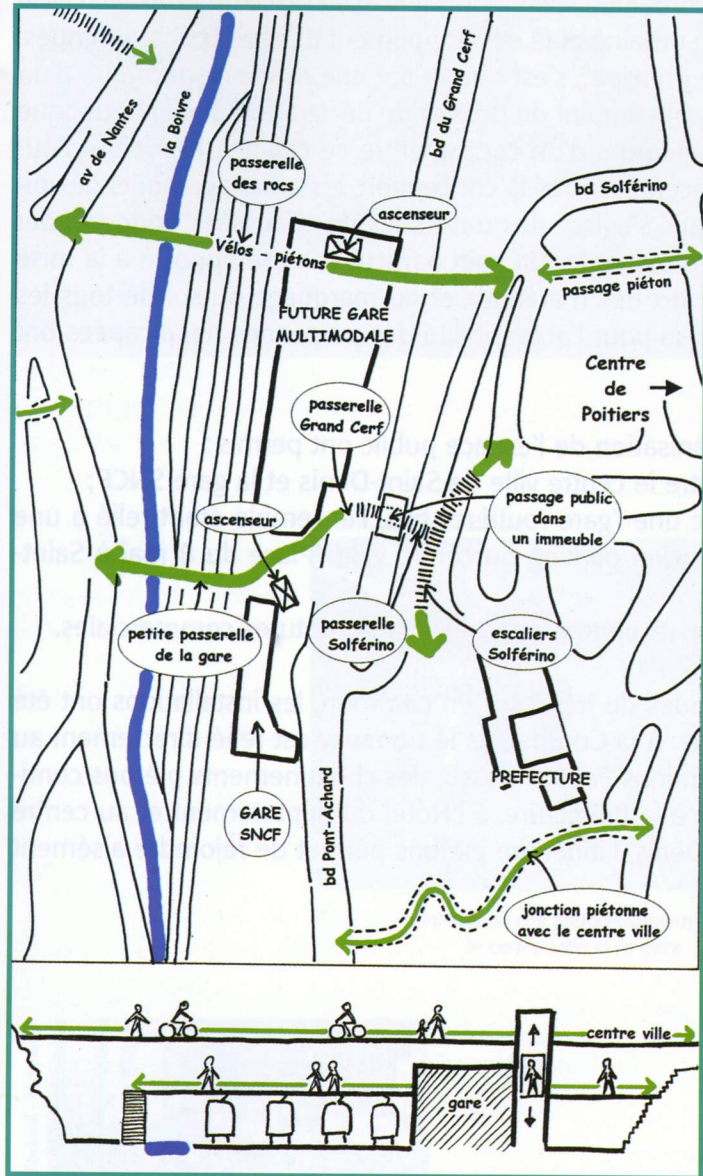 av de Nantes
la Boivre
bd du Grand Cerf
passerelle
des rocs
ascenseur
bd Solférino
Vélos
Piétons
passage piéton
FUTURE GARE
MULTIMODALE
Centre
de
Poitiers
passerelle
Grand Cerf
ascenseur
passage public
dans
un immeuble
petite passerelle
de la gare
passerelle
Solférino
escaliers
Solférino
PREFECTURE
GARE
SNCF
bd Pont-Achard
jonction piétonne
avec le centre ville
centre ville
gare